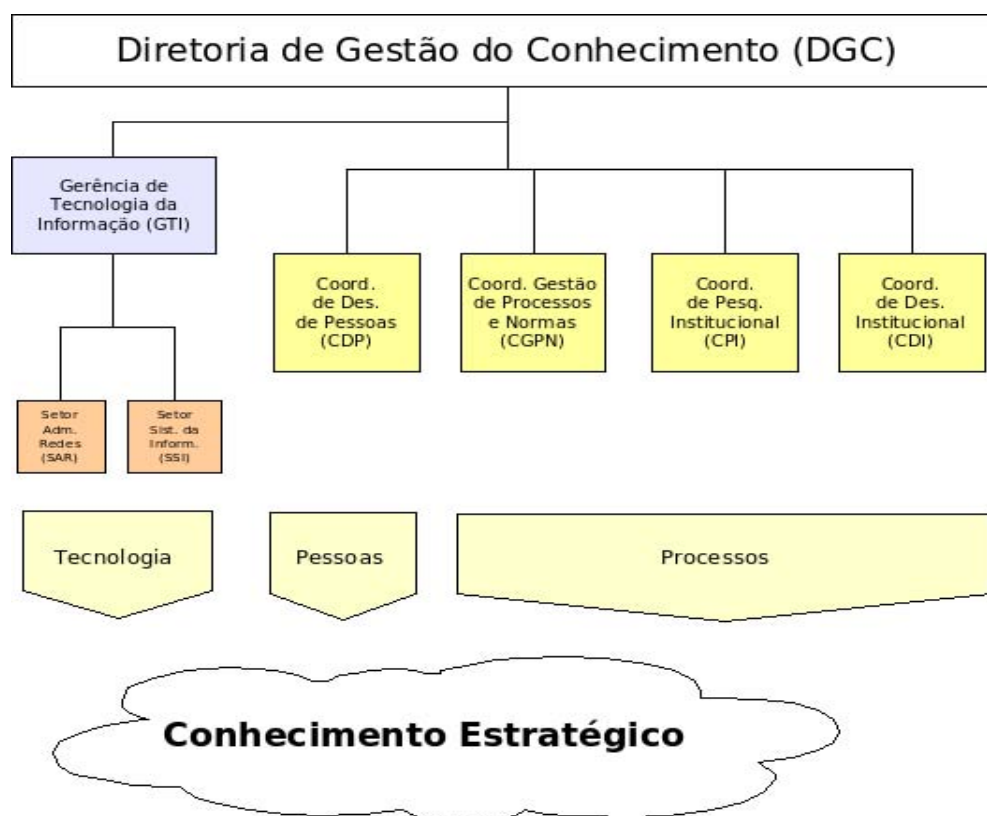 Diretoria de Gestão do Conhecimento (DGC)
Gerência de
Tecnologia da
Informação (GTI)
Coord.
de Des.
de Pessoas
(CDP)
Coord. Gestão
de Processos
e Normas
(CGPN)
Coord.
de Pesq.
Institucional
(CPI)
Coord.
de Des.
Institucional
(CDI)
Setor
Adm.
Redes
(SAR)
Setor
Sist. da
Inform.
(SSI)
Tecnologia
Pessoas
Processos
Conhecimento Estratégico